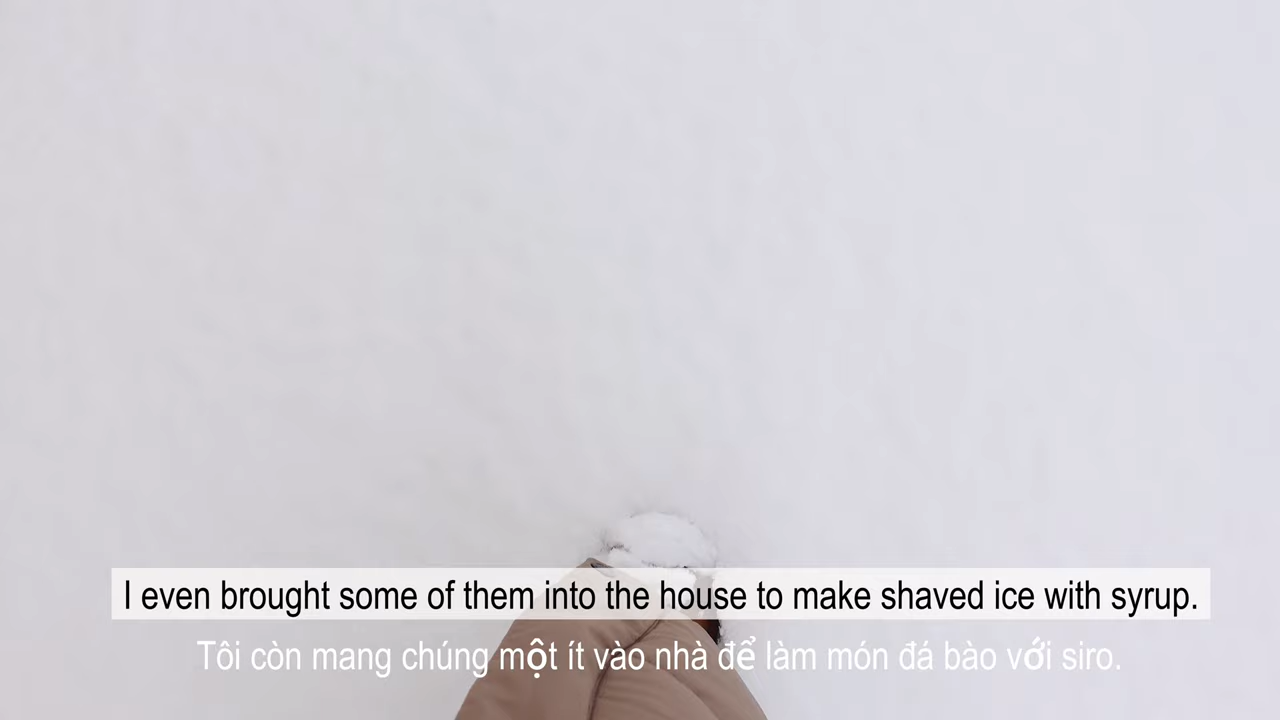 I even brought some of them into the house to make shaved ice with syrup.
Tôi còn mang chúng một ít vào nhà để làm món đá bào với siro.